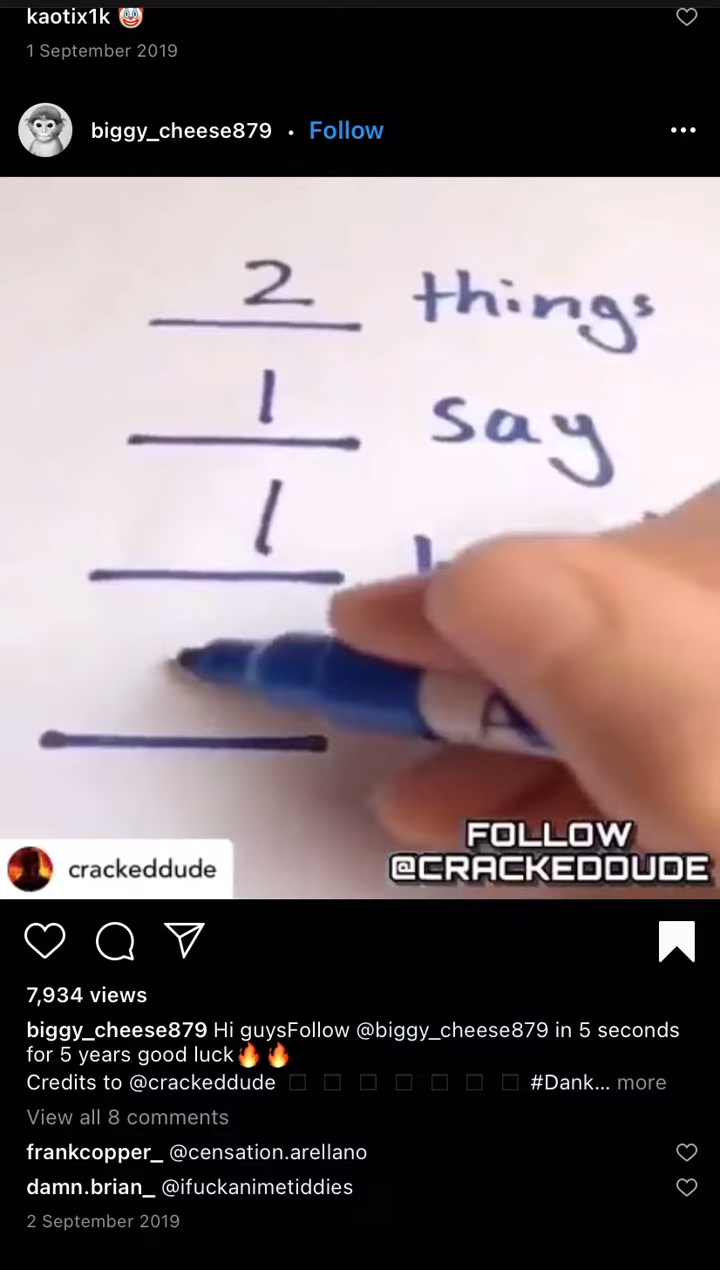 kaotix1k 🤡
1 September 2019
biggy_cheese879 • Follow
2 things
1 say
1
crackeddude
FOLLOW
@CRACKEDDUDE
7,934 views
biggy_cheese879 Hi guysFollow @biggy_cheese879 in 5 seconds
for 5 years good luck🔥🔥
Credits to @crackeddude □ □ □ □ □ □ □ #Dank... more
View all 8 comments
frankcopper_ @censation.arellano
damn.brian_ @ifuckanimetiddies
2 September 2019